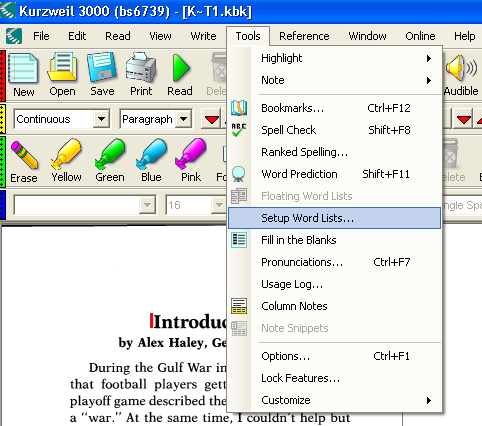 Kurzweil 3000 (bs6739) - [K~T1.kbk]
File Edit Read View Write Tools Reference Window Online Help
New Open Save Print Read Audible
Continuous Paragraph
Erase Yellow Green Blue Pink
16
Highlight
Note
Bookmarks... Ctrl+F12
ABC Spell Check Shift+F8
Ranked Spelling...
Word Prediction Shift+F11
Floating Word Lists
Setup Word Lists...
Fill in the Blanks
Pronunciations... Ctrl+F7
Usage Log...
Column Notes
Note Snippets
Options... Ctrl+F1
Lock Features...
Customize
Introduc
by Alex Haley, Ge
During the Gulf War in
that football players gett
playoff game described the
a “war.” At the same time, I couldn’t help but